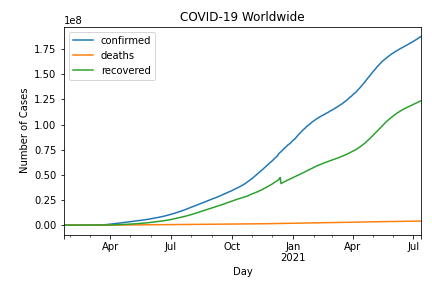 COVID-19 Worldwide
1e8
confirmed
deaths
recovered
1.75
1.50
1.25
1.00
0.75
0.50
0.25
0.00
Number of Cases
Apr Jul Oct Jan Apr Jul
2021
Day